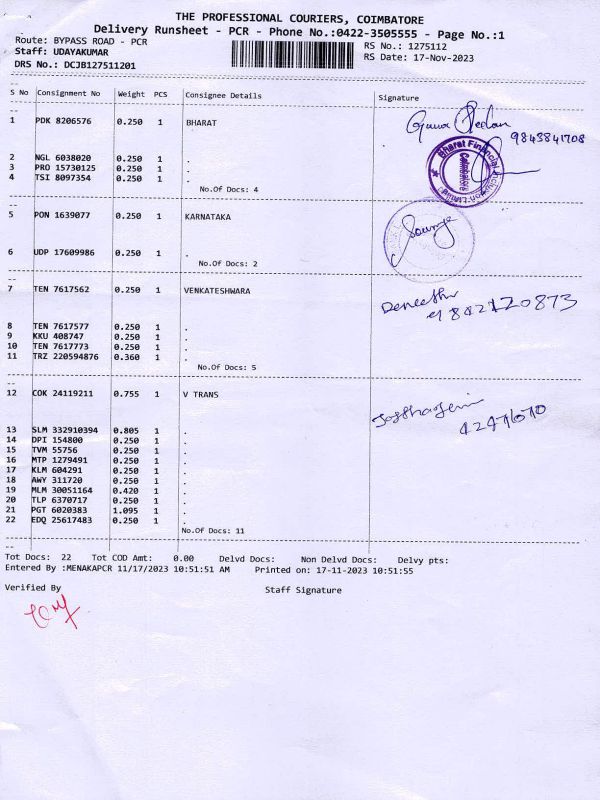 THE PROFESSIONAL COURIERS, COIMBATORE
Delivery Runsheet - PCR - Phone No.:0422-3505555 - Page No.:1
Route: BYPASS ROAD - PCR
RS No.: 1275112
Staff: UDAYAKUMAR
RS Date: 17-Nov-2023
DRS No.: DCJB127511201
S No Consignment No Weight PCS Consignee Details Signature
1 PDK 8206576 0.250 1 BHARAT
9843841708
Bharat Financial
Coimbatore
2 NGL 6038020 0.250 1 .
3 PRO 15730125 0.250 1 .
4 TSI 8097354 0.250 1 .
No.Of Docs: 4
5 PON 1639077 0.250 1 KARNATAKA
6 UDP 17609986 0.250 1 .
No.Of Docs: 2
7 TEN 7617562 0.250 1 VENKATESHWARA
8 TEN 7617577 0.250 1 .
9 KKU 408747 0.250 1 .
10 TEN 7617773 0.250 1 .
11 TRZ 220594876 0.360 1 .
No.Of Docs: 5
12 COK 24119211 0.755 1 V TRANS
13 SLM 332910394 0.805 1 .
14 DPI 154800 0.250 1 .
15 TVM 55756 0.250 1 .
16 MTP 1279491 0.250 1 .
17 KLM 604291 0.250 1 .
18 AWY 311720 0.250 1 .
19 MLM 30051164 0.420 1 .
20 TLP 6370717 0.250 1 .
21 PGT 6020383 1.095 1 .
22 EDQ 25617483 0.250 1 .
No.Of Docs: 11
Tot Docs: 22 Tot COD Amt: 0.00 Delvd Docs: Non Delvd Docs: Delvy pts:
Entered By :MENAKAPCR 11/17/2023 10:51:51 AM Printed on: 17-11-2023 10:51:55
Verified By Staff Signature